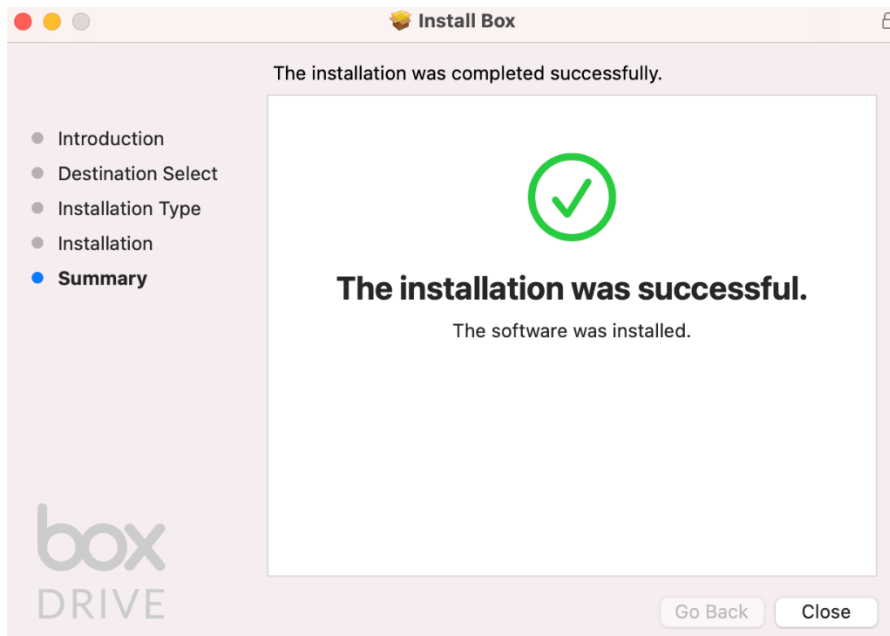 Install Box
The installation was completed successfully.
Introduction
Destination Select
Installation Type
Installation
Summary
The installation was successful.
The software was installed.
box
DRIVE
Go Back
Close